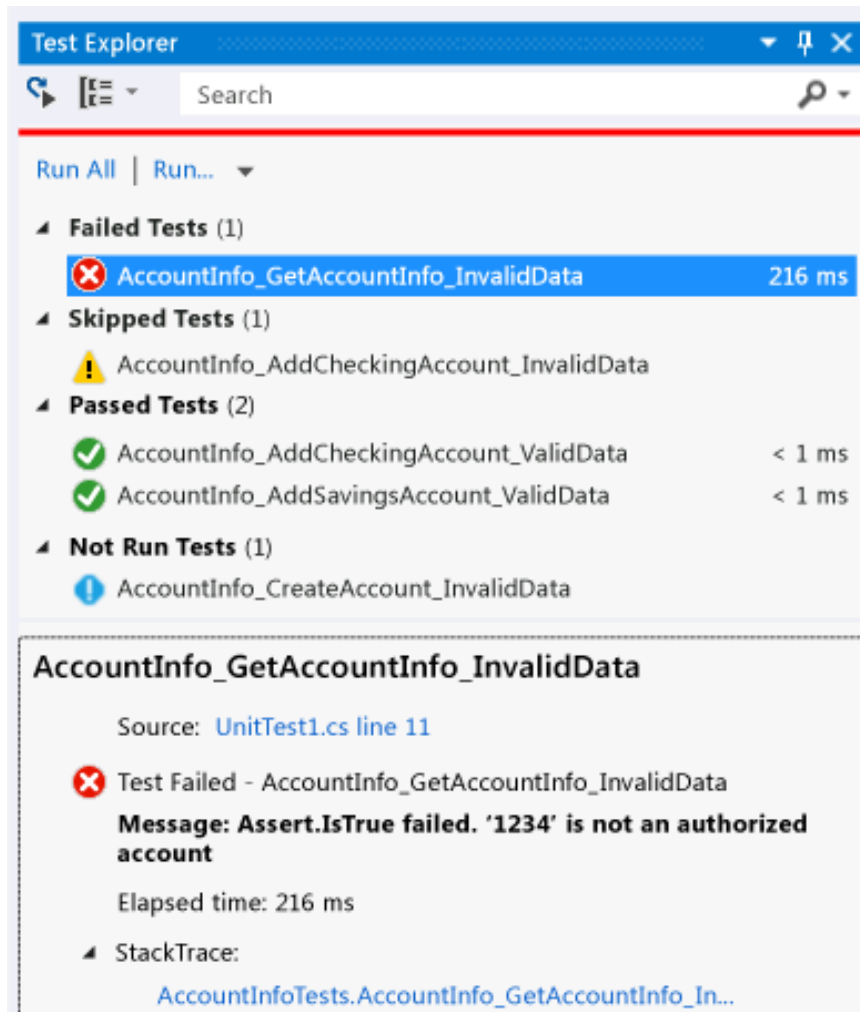 Test Explorer
Search
Run All | Run...
Failed Tests (1)
AccountInfo_GetAccountInfo_InvalidData 216 ms
Skipped Tests (1)
AccountInfo_AddCheckingAccount_InvalidData
Passed Tests (2)
AccountInfo_AddCheckingAccount_ValidData < 1 ms
AccountInfo_AddSavingsAccount_ValidData < 1 ms
Not Run Tests (1)
AccountInfo_CreateAccount_InvalidData
AccountInfo_GetAccountInfo_InvalidData
Source: UnitTest1.cs line 11
Test Failed - AccountInfo_GetAccountInfo_InvalidData
Message: Assert.IsTrue failed. ‘1234’ is not an authorized
account
Elapsed time: 216 ms
StackTrace:
AccountInfoTests.AccountInfo_GetAccountInfo_In...